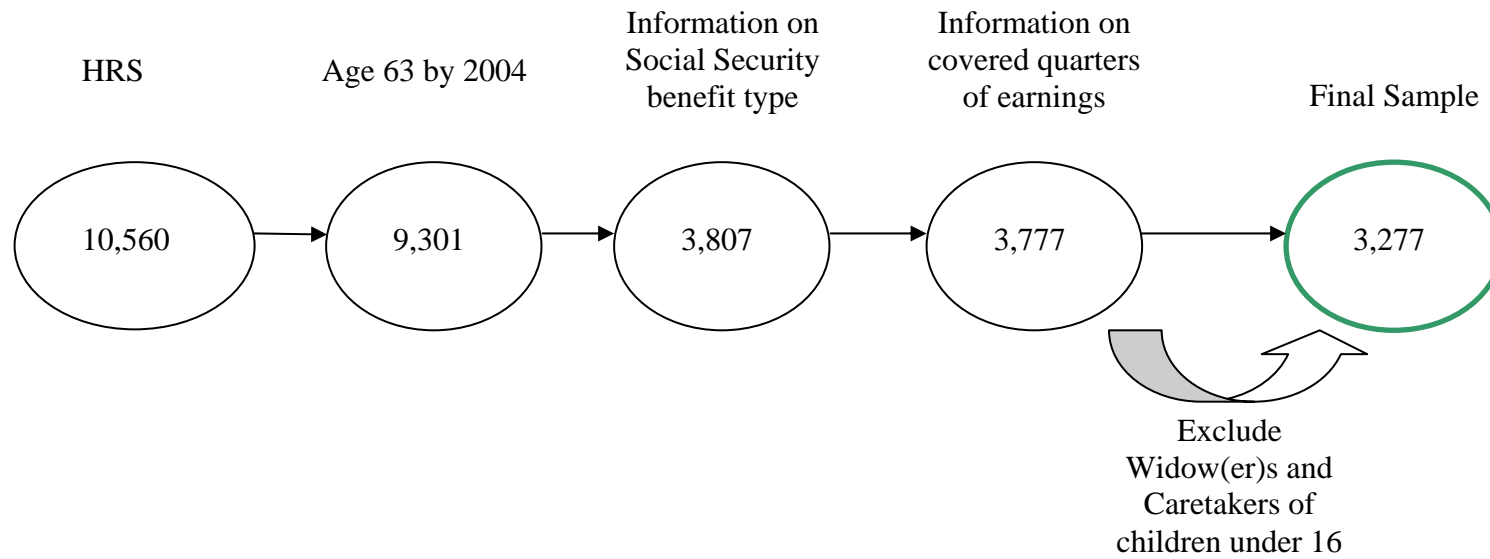 HRS
Age 63 by 2004
Information on
Social Security
benefit type
Information on
covered quarters
of earnings
Final Sample
10,560
9,301
3,807
3,777
3,277
Exclude
Widow(er)s and
Caretakers of
children under 16